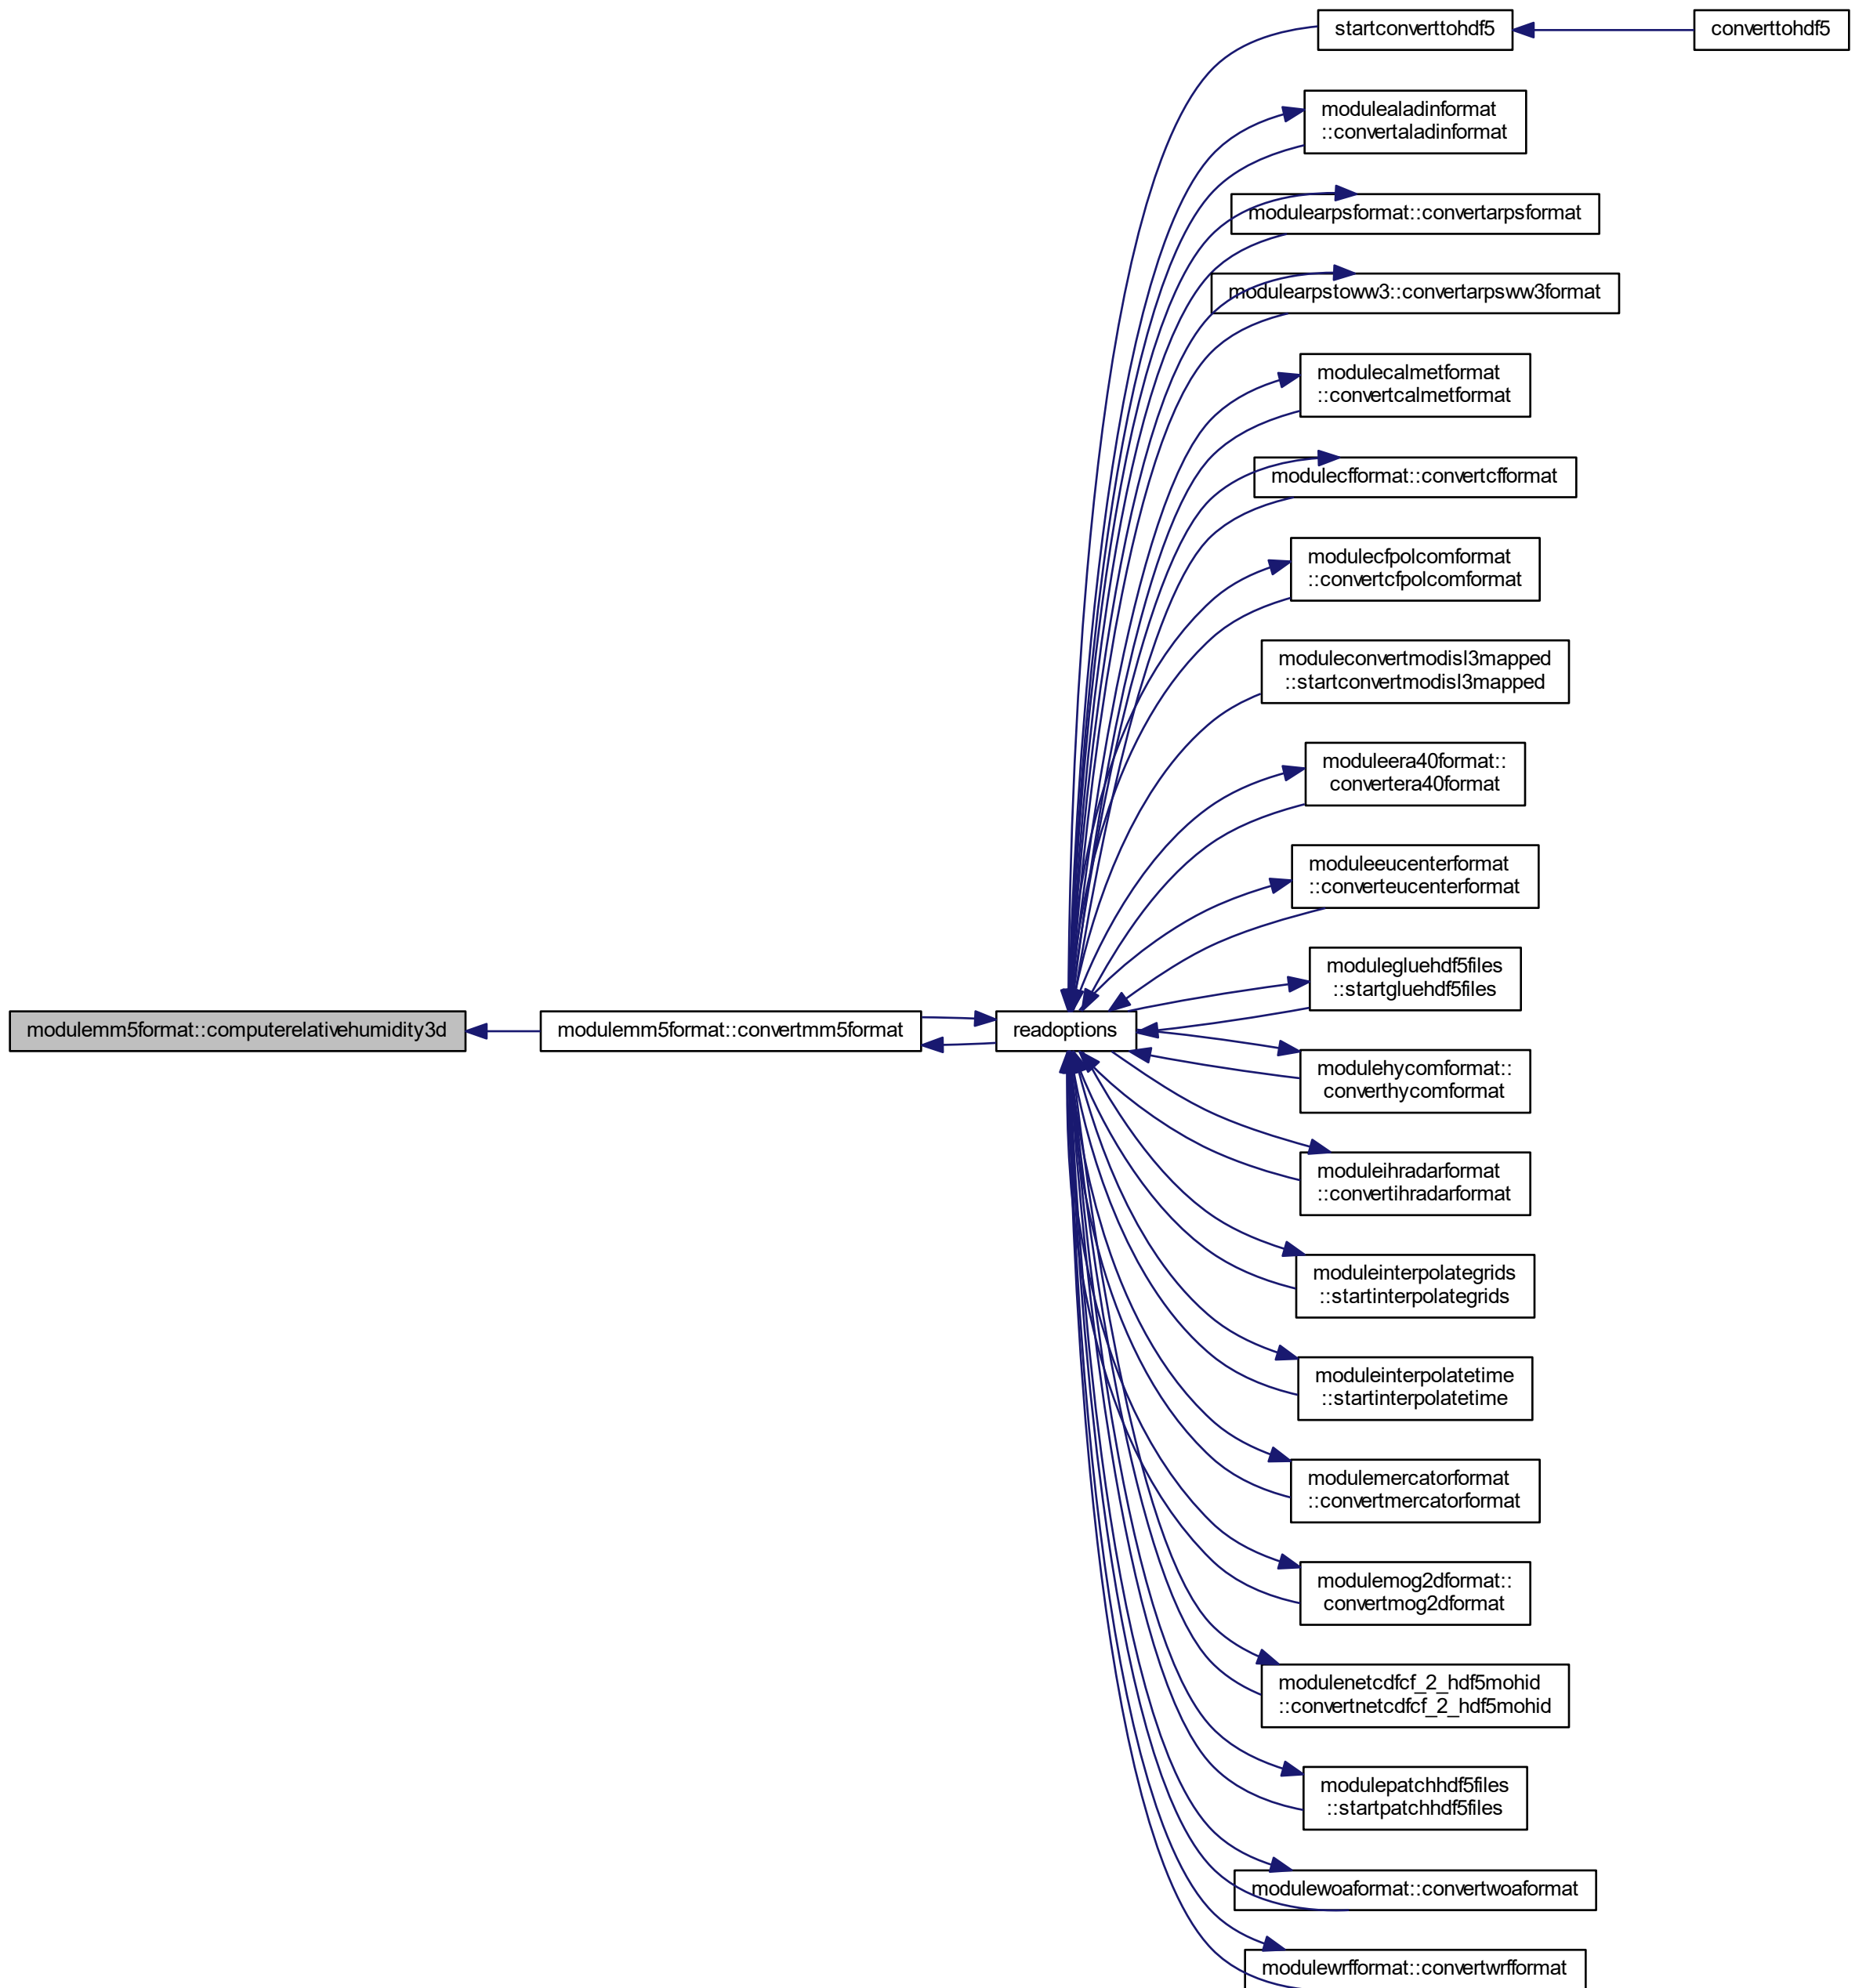 startconverttohdf5
converttohdf5
modulealadinformat
::convertaladinformat
modulearpsformat::convertarpsformat
modulearpstoww3::convertarpsww3format
modulecalmetformat
::convertcalmetformat
modulecfformat::convertcfformat
modulecfpolcomformat
::convertcfpolcomformat
moduleconvertmodisl3mapped
::startconvertmodisl3mapped
moduleera40format::
convertera40format
moduleeucenterformat
::converteucenterformat
modulegluehdf5files
::startgluehdf5files
modulemm5format::computerelativehumidity3d
modulemm5format::convertmm5format
readoptions
modulehycomformat::
converthycomformat
moduleihradarformat
::convertihradarformat
moduleinterpolategrids
::startinterpolategrids
moduleinterpolatetime
::startinterpolatetime
modulemercatorformat
::convertmercatorformat
modulemog2dformat::
convertmog2dformat
modulenetcdfcf_2_hdf5mohid
::convertnetcdfcf_2_hdf5mohid
modulepatchhdf5files
::startpatchhdf5files
modulewoaformat::convertwoaformat
modulewrfformat::convertwrfformat